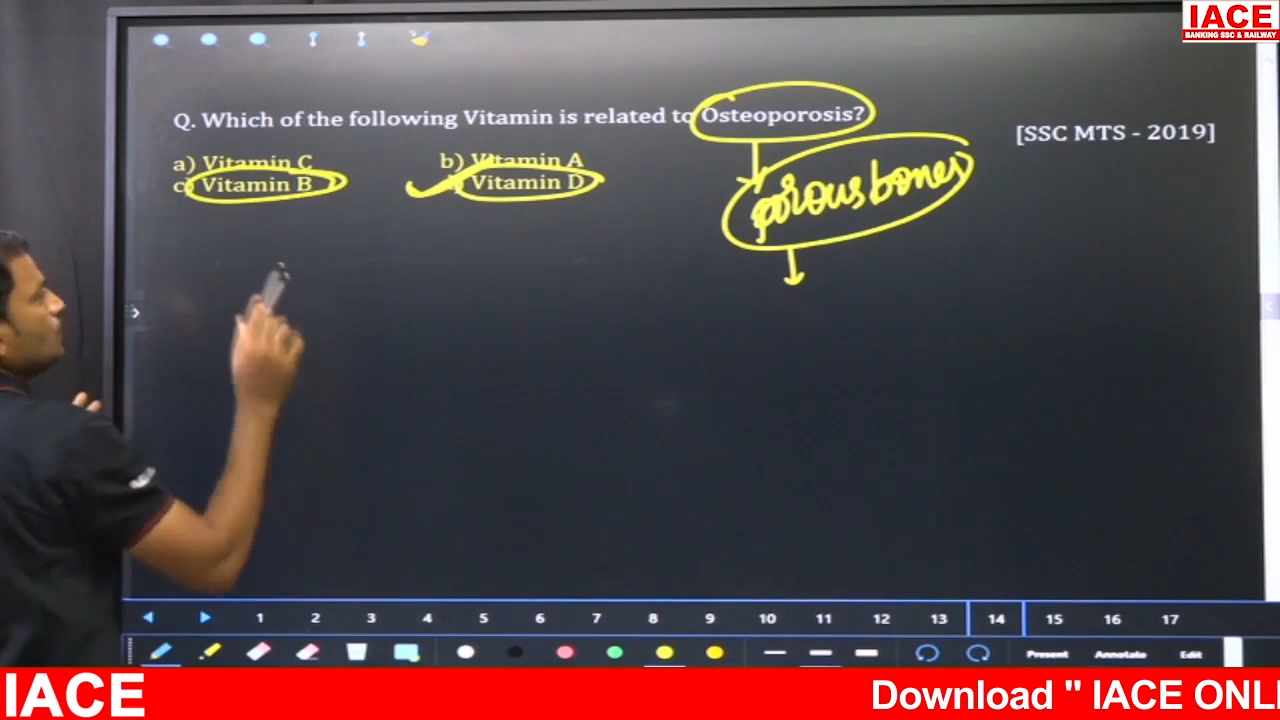 IACE
BANKING SSC & RAILWAY
Q. Which of the following Vitamin is related to Osteoporosis?
[SSC MTS - 2019]
a) Vitamin C b) Vitamin A
c) Vitamin B Vitamin D
porous bones
1 2 3 4 5 6 7 8 9 10 11 12 13 14 15 16 17
Present Annotate Edit
IACE Download " IACE ONLI